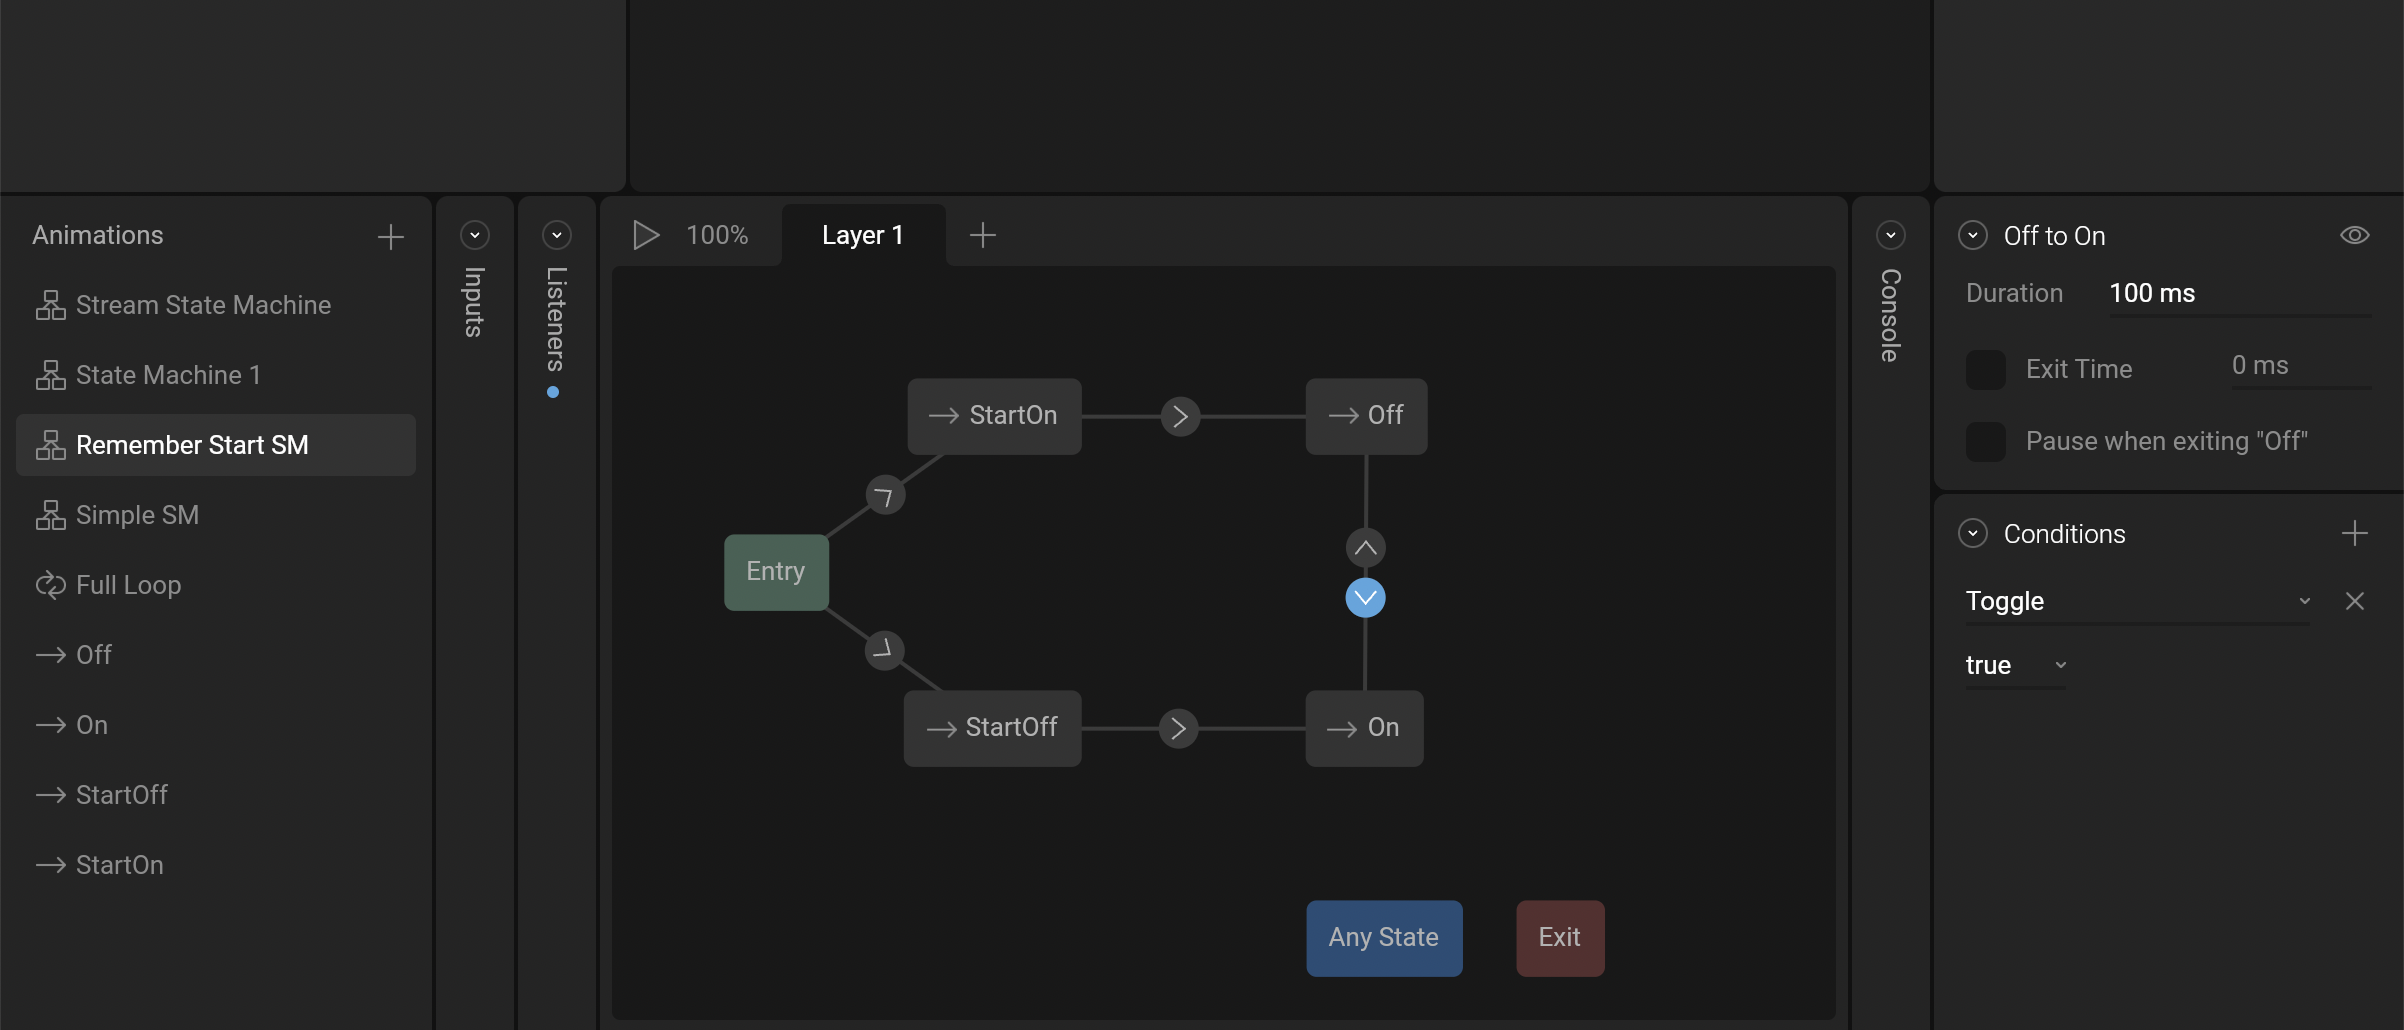 Animations
Stream State Machine
State Machine 1
Remember Start SM
Simple SM
Full Loop
Off
On
StartOff
StartOn
Inputs
Listeners
100%
Layer 1
StartOn
Off
Entry
StartOff
On
Any State
Exit
Console
Off to On
Duration 100 ms
Exit Time 0 ms
Pause when exiting "Off"
Conditions
Toggle
true